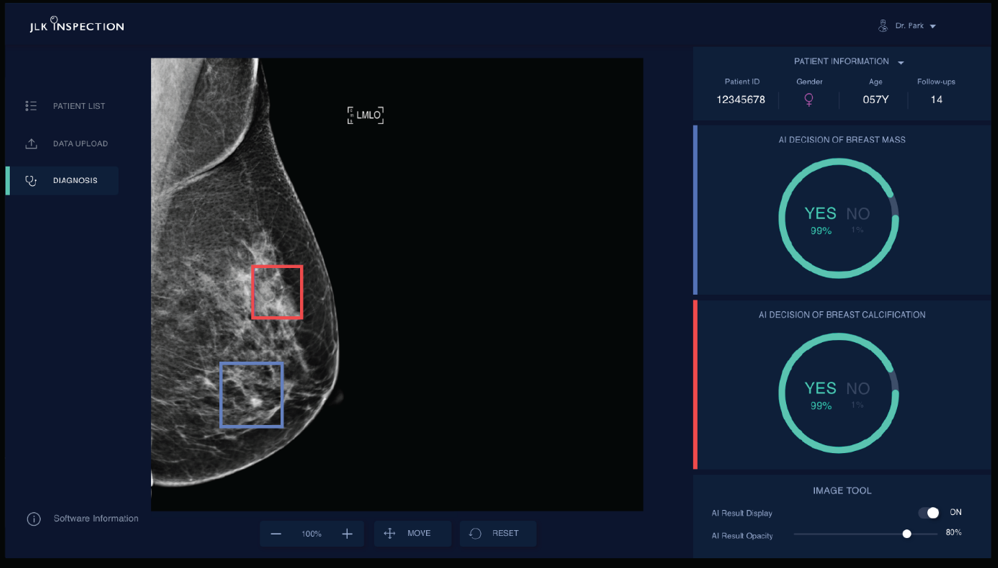 JLK INSPECTION
Dr. Park
PATIENT LIST
DATA UPLOAD
DIAGNOSIS
Software Information
LMLO
100%
MOVE
RESET
PATIENT INFORMATION
Patient ID Gender Age Follow-ups
12345678 057Y 14
AI DECISION OF BREAST MASS
YES NO
99% 1%
AI DECISION OF BREAST CALCIFICATION
YES NO
99% 1%
IMAGE TOOL
AI Result Display ON
AI Result Opacity 80%